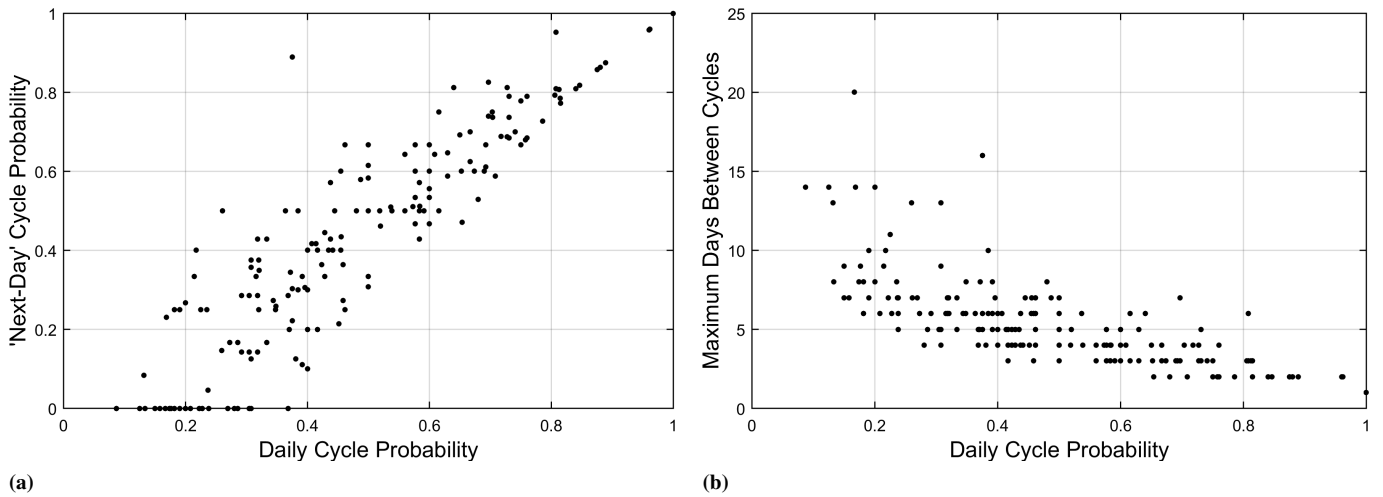 'Next-Day' Cycle Probability
1
0.8
0.6
0.4
0.2
0
0 0.2 0.4 0.6 0.8 1
Daily Cycle Probability
(a)
Maximum Days Between Cycles
25
20
15
10
5
0
0 0.2 0.4 0.6 0.8 1
Daily Cycle Probability
(b)